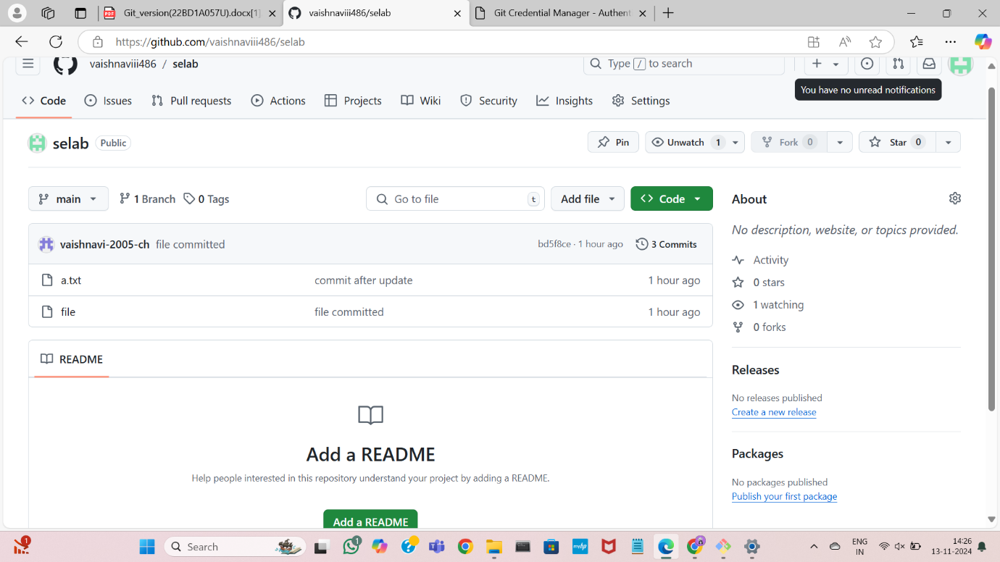 Git_version(22BD1A057U).docx[1]
vaishnaviii486/selab
Git Credential Manager - Authent
https://github.com/vaishnaviii486/selab
vaishnaviii486 / selab
Type / to search
You have no unread notifications
Code
Issues
Pull requests
Actions
Projects
Wiki
Security
Insights
Settings
selab
Public
Pin
Unwatch 1
Fork 0
Star 0
main
1 Branch
0 Tags
Go to file
t
Add file
Code
vaishnavi-2005-ch file committed
bd5f8ce · 1 hour ago
3 Commits
a.txt
commit after update
1 hour ago
file
file committed
1 hour ago
README
Add a README
Help people interested in this repository understand your project by adding a README.
Add a README
About
No description, website, or topics provided.
Activity
0 stars
1 watching
0 forks
Releases
No releases published
Create a new release
Packages
No packages published
Publish your first package
1
Search
1
ENG
IN
14:26
13-11-2024